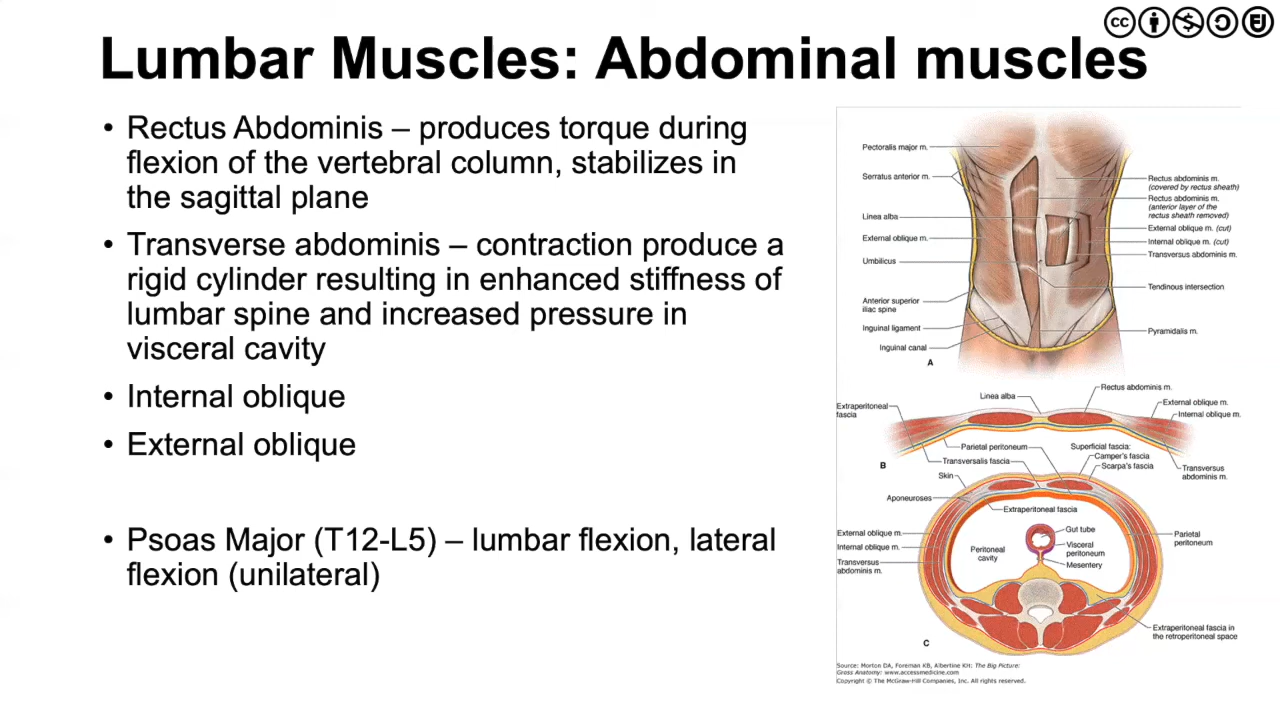 Lumbar Muscles: Abdominal muscles
• Rectus Abdominis – produces torque during
flexion of the vertebral column, stabilizes in
the sagittal plane
• Transverse abdominis – contraction produce a
rigid cylinder resulting in enhanced stiffness of
lumbar spine and increased pressure in
visceral cavity
• Internal oblique
• External oblique
• Psoas Major (T12-L5) – lumbar flexion, lateral
flexion (unilateral)
cc
Pectoralis major m.
Serratus anterior m.
Linea alba
External oblique m.
Umbilicus
Anterior superior
iliac spine
Inguinal ligament
Inguinal canal
Rectus abdominis m.
(covered by rectus sheath)
Rectus abdominis m.
(anterior layer of the
rectus sheath removed)
External oblique m. (cut)
Internal oblique m. (cut)
Transversus abdominis m.
Tendinous intersection
Pyramidalis m.
A
Linea alba
Rectus abdominis m.
External oblique m.
Internal oblique m.
Extraperitoneal
fascia
Parietal peritoneum
Transversalis fascia
Superficial fascia:
Camper's fascia
Scarpa's fascia
Transversus
abdominis m.
B
Skin
Aponeuroses
Extraperitoneal fascia
External oblique m.
Internal oblique m.
Transversus
abdominis m.
Peritoneal
cavity
Gut tube
Visceral
peritoneum
Mesentery
Parietal
peritoneum
Extraperitoneal fascia in
the retroperitoneal space
C
Source: Morton DA, Foreman KB, Albertine KH: The Big Picture:
Gross Anatomy: www.accessmedicine.com
Copyright © The McGraw-Hill Companies, Inc. All rights reserved.